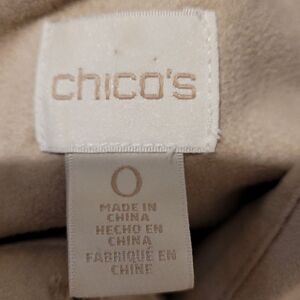 chico's
0
MADE IN
CHINA
HECHO EN
CHINA
FABRIQUÉ EN
CHINE